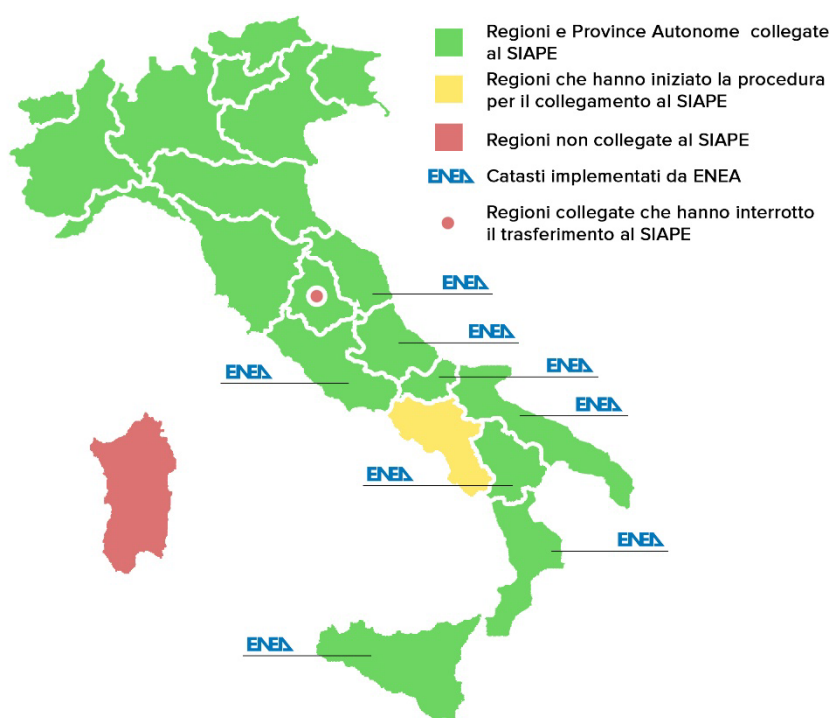 Regioni e Province Autonome collegate
al SIAPE
Regioni che hanno iniziato la procedura
per il collegamento al SIAPE
Regioni non collegate al SIAPE
ENEA Catasti implementati da ENEA
Regioni collegate che hanno interrotto
il trasferimento al SIAPE
ENEA
ENEA
ENEA
ENEA
ENEA
ENEA
ENEA
ENEA